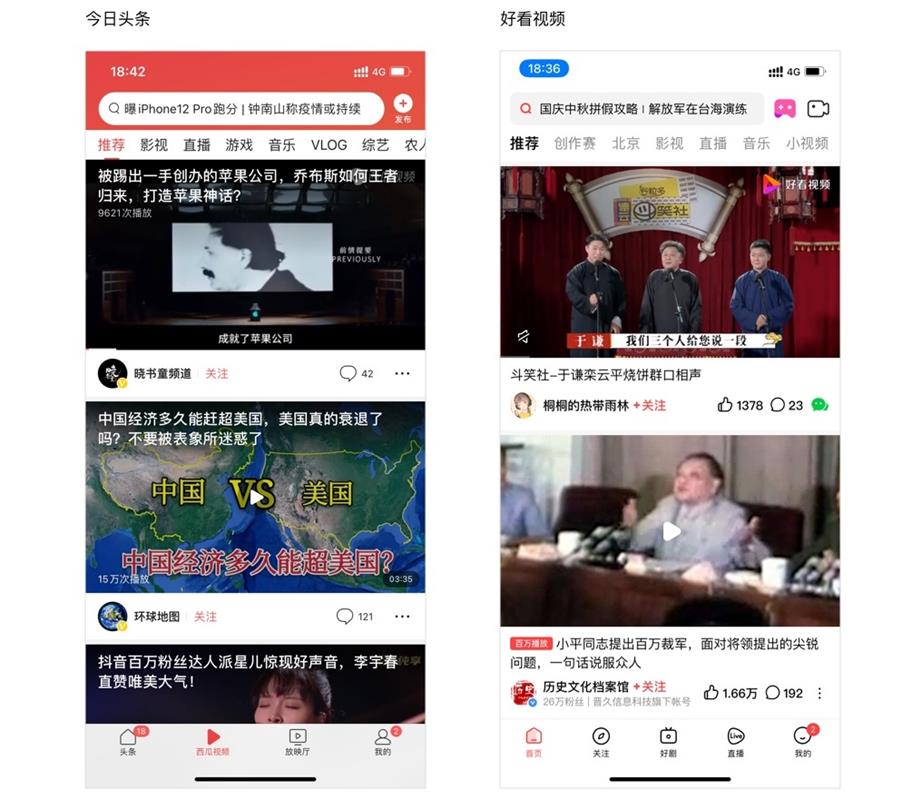 今日头条
18:42
4G
曝iPhone12 Pro跑分 | 钟南山称疫情或持续
发布
推荐 影视 直播 游戏 音乐 VLOG 综艺 农人
被踢出一手创办的苹果公司，乔布斯如何王者
归来，打造苹果神话？
9621次播放
前情提要
PREVIOUSLY
成就了苹果公司
晓书童频道 关注
42
中国经济多久能赶超美国，美国真的衰退了
吗？不要被表象所迷惑了
中国 VS 美国
中国经济多久能超美国？
15万次播放
03:35
环球地图 关注
121
抖音百万粉丝达人派星儿惊现好声音，李宇春
直赞唯美大气！
18
2
头条 西瓜视频 放映厅 我的
好看视频
18:36
4G
国庆中秋拼假攻略 | 解放军在台海演练
推荐 创作赛 北京 影视 直播 音乐 小视频
好看视频
谷粒多
笑社
于谦 我们三个人给您说一段
斗笑社-于谦栾云平烧饼群口相声
桐桐的热带雨林 +关注
1378 23
百万播放 小平同志提出百万裁军，面对将领提出的尖锐
问题，一句话说服众人
历史文化档案馆 +关注
26万粉丝 | 晋久信息科技旗下帐号
1.66万 192
Live
2
首页 关注 好剧 直播 我的